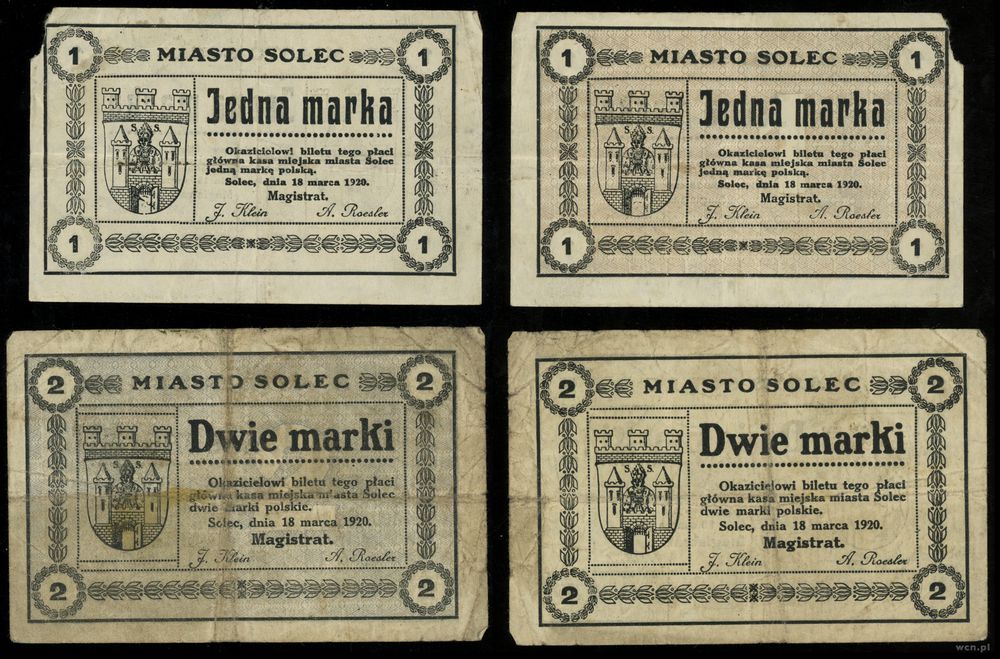 1 MIASTO SOLEC 1
Jedna marka
S. S.
Okazicielowi biletu tego płaci
główna kasa miejska miasta Solec
jedną markę polską.
Solec, dnia 18 marca 1920.
Magistrat.
J. Klein A. Roesler
1 1
1 MIASTO SOLEC 1
Jedna marka
S. S.
Okazicielowi biletu tego płaci
główna kasa miejska miasta Solec
jedną markę polską.
Solec, dnia 18 marca 1920.
Magistrat.
J. Klein A. Roesler
1 1
2 MIASTO SOLEC 2
Dwie marki
S. S.
Okazicielowi biletu tego płaci
główna kasa miejska miasta Solec
dwie marki polskie.
Solec, dnia 18 marca 1920.
Magistrat.
J. Klein A. Roesler
2 2
2 MIASTO SOLEC 2
Dwie marki
S. S.
Okazicielowi biletu tego płaci
główna kasa miejska miasta Solec
dwie marki polskie.
Solec, dnia 18 marca 1920.
Magistrat.
J. Klein A. Roesler
2 2
wcn.pl